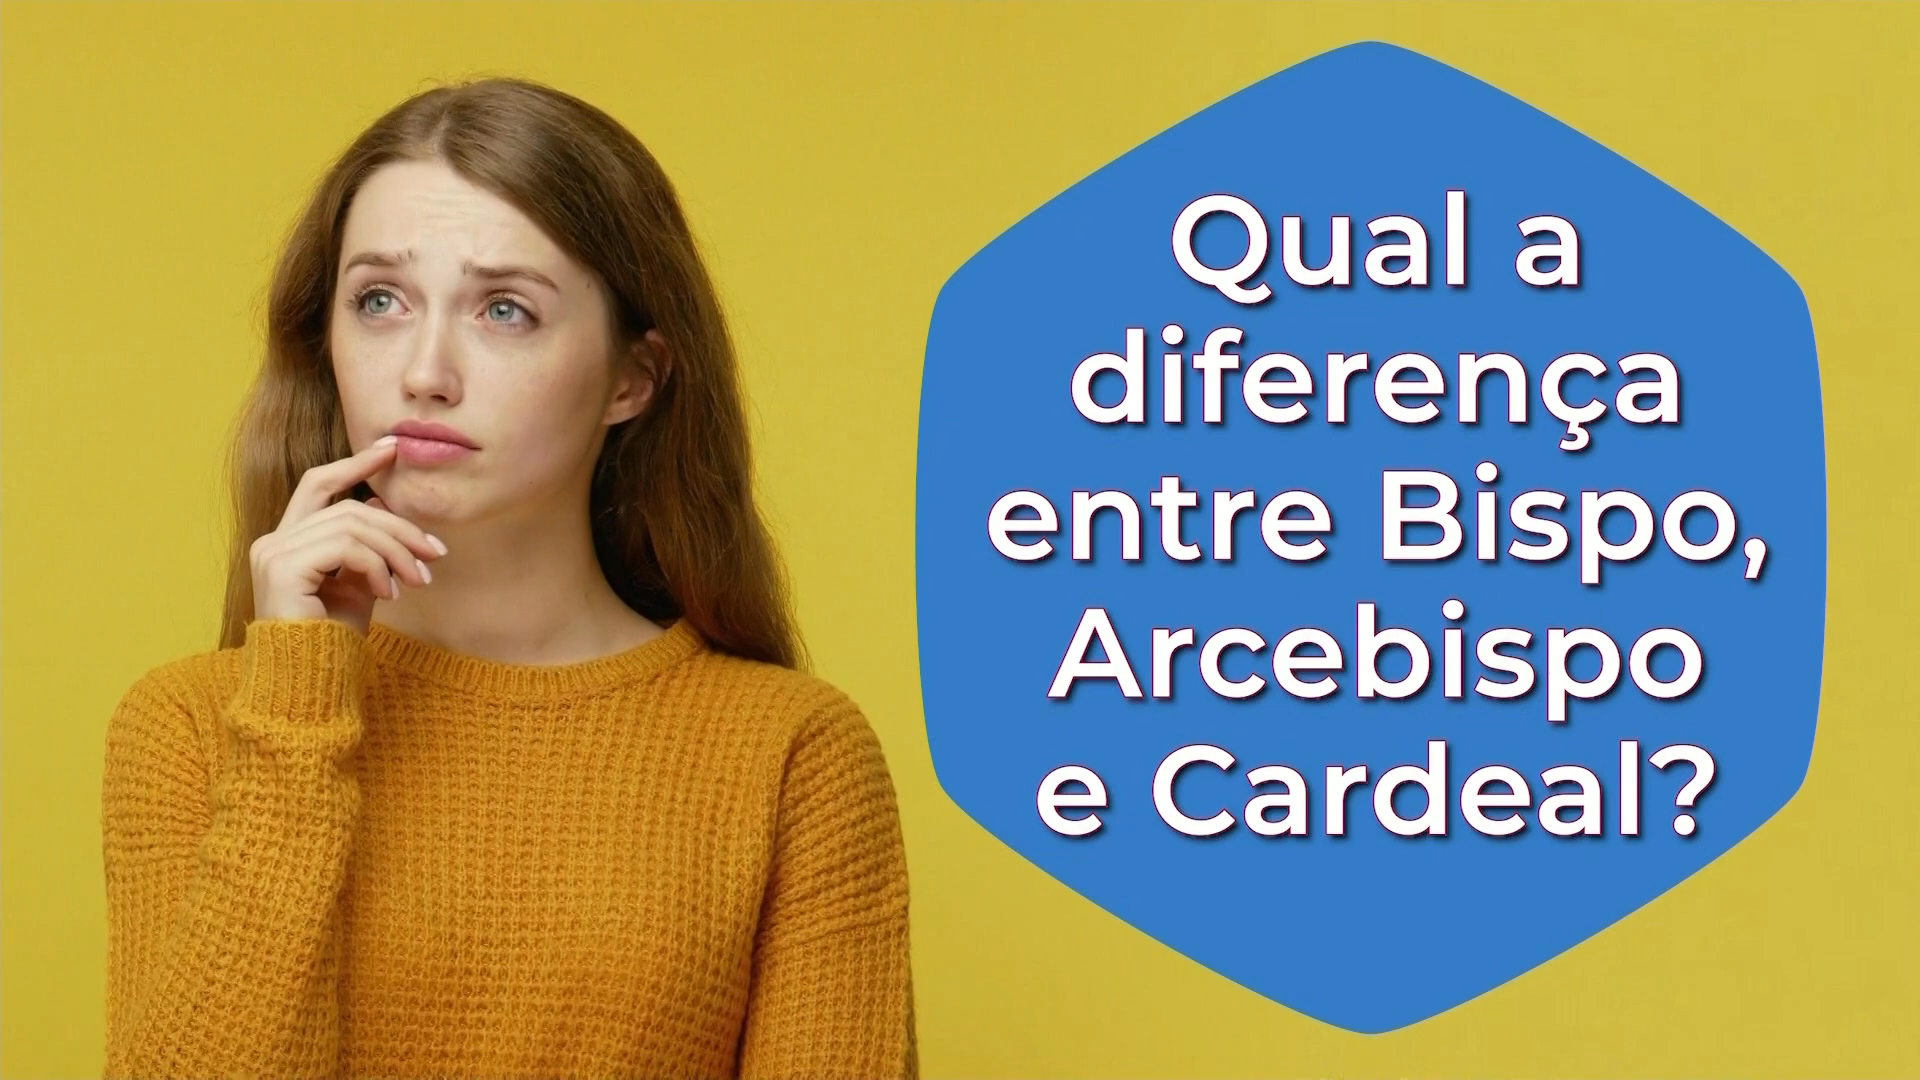 Qual a
diferença
entre Bispo,
Arcebispo
e Cardeal?